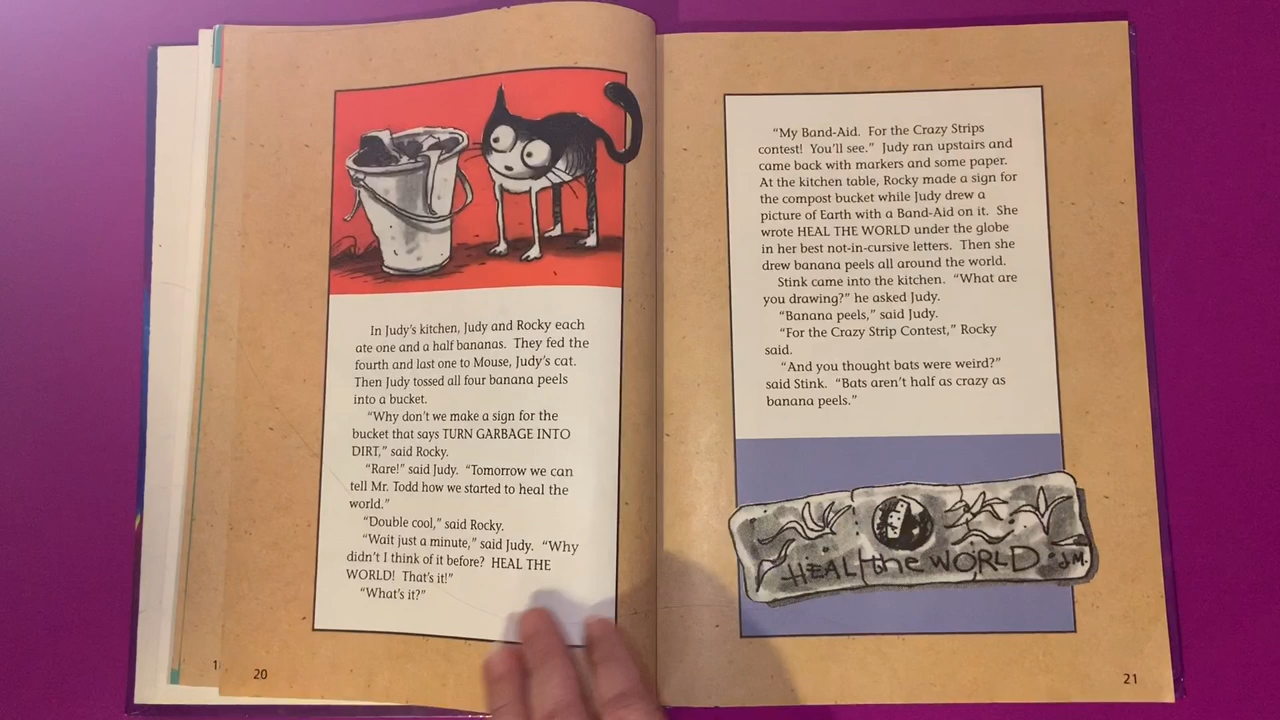 In Judy's kitchen, Judy and Rocky each
ate one and a half bananas. They fed the
fourth and last one to Mouse, Judy's cat.
Then Judy tossed all four banana peels
into a bucket.
"Why don't we make a sign for the
bucket that says TURN GARBAGE INTO
DIRT," said Rocky.
"Rare!" said Judy. "Tomorrow we can
tell Mr. Todd how we started to heal the
world."
"Double cool," said Rocky.
"Wait just a minute," said Judy. "Why
didn't I think of it before? HEAL THE
WORLD! That's it!"
"What's it?"
20
"My Band-Aid. For the Crazy Strips
contest! You'll see." Judy ran upstairs and
came back with markers and some paper.
At the kitchen table, Rocky made a sign for
the compost bucket while Judy drew a
picture of Earth with a Band-Aid on it. She
wrote HEAL THE WORLD under the globe
in her best not-in-cursive letters. Then she
drew banana peels all around the world.
Stink came into the kitchen. "What are
you drawing?" he asked Judy.
"Banana peels," said Judy.
"For the Crazy Strip Contest," Rocky
said.
"And you thought bats were weird?"
said Stink. "Bats aren't half as crazy as
banana peels."
HEAL the WORLD J.M.
21